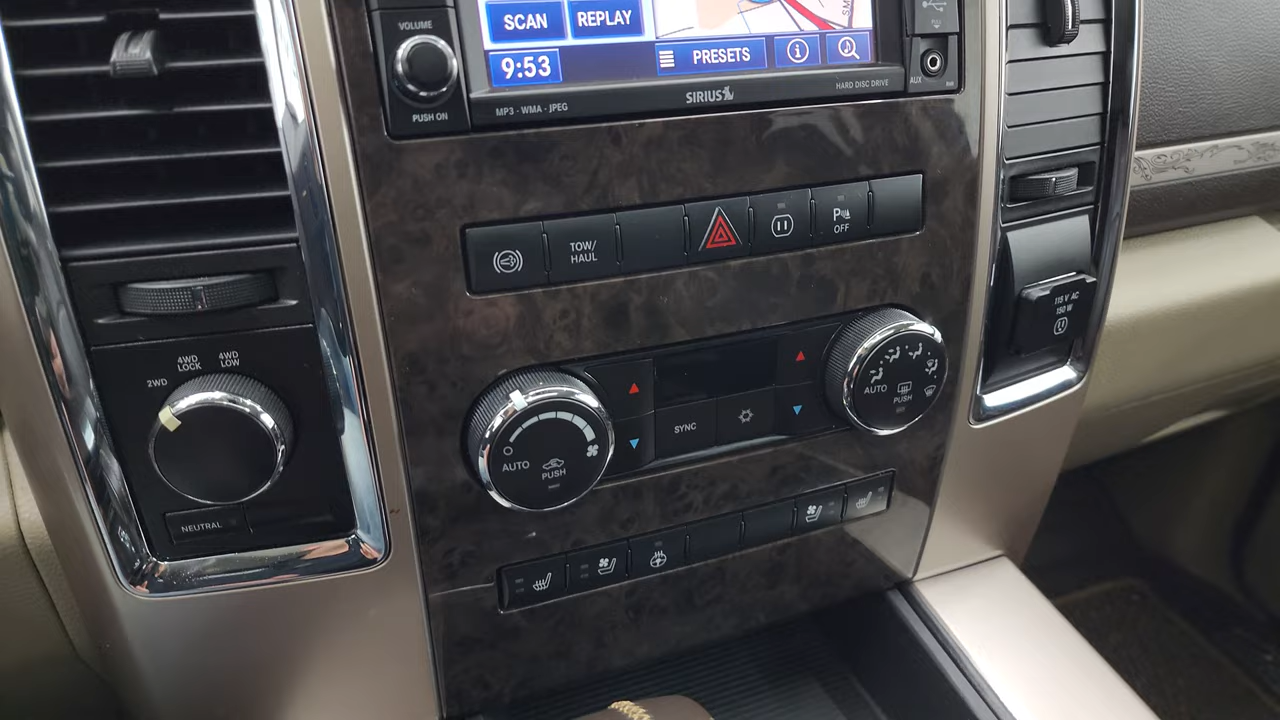 VOLUME
PUSH ON
SCAN
REPLAY
9:53
PRESETS
MP3 - WMA - JPEG
SIRIUS
HARD DISC DRIVE
PULL
AUX
TOW/
HAUL
P
OFF
115 V AC
150 W
2WD
4WD
LOCK
4WD
LOW
NEUTRAL
AUTO
PUSH
SYNC
AUTO
PUSH